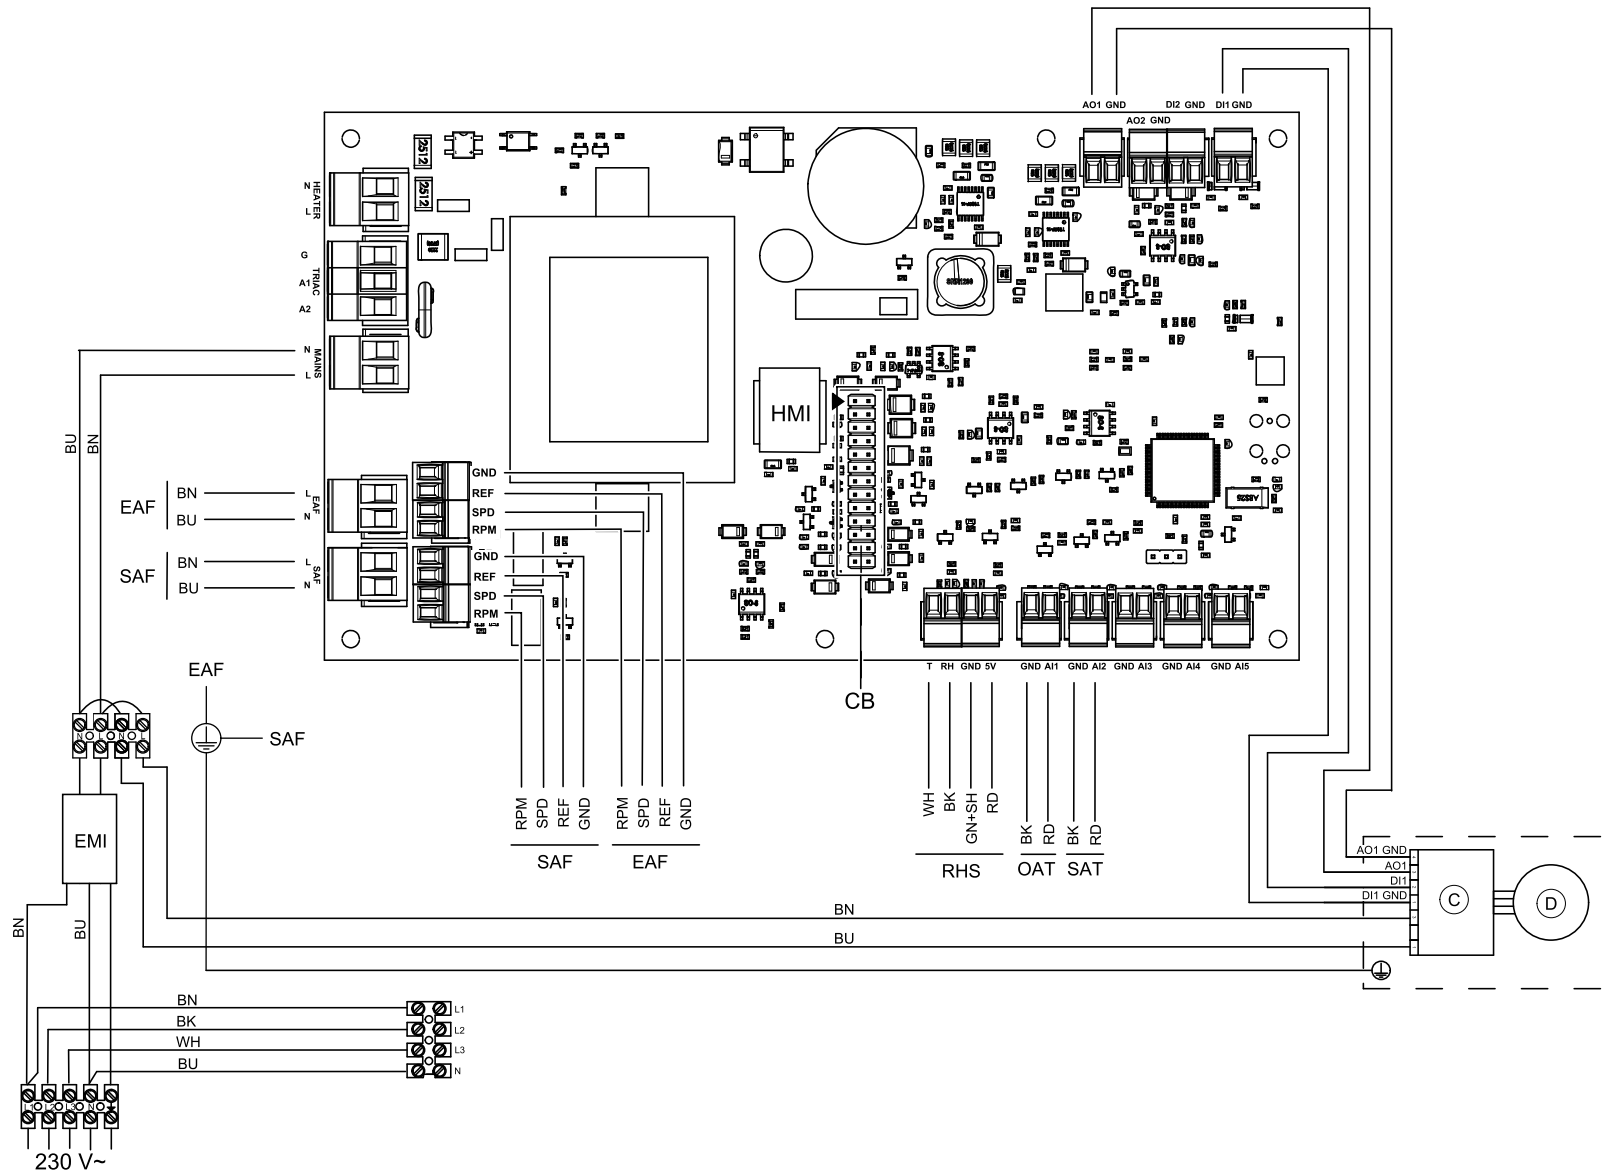 AO1 GND
DI2 GND
DI1 GND
AO2 GND
N
HEATER
L
G
TRIAC
A1
A2
N
MAINS
L
2512
2512
HMI
BU
BN
EAF
BN
BU
L
EAF
N
SAF
BN
BU
L
SAF
N
GND
REF
SPD
RPM
GND
REF
SPD
RPM
T RH GND 5V
GND AI1
GND AI2
GND AI3
GND AI4
GND AI5
CB
EAF
SAF
N L N L
EMI
RPM
SPD
REF
GND
SAF
RPM
SPD
REF
GND
EAF
WH
BK
GN+SH
RD
RHS
BK
RD
OAT
BK
RD
SAT
AO1 GND
AO1
DI1
DI1 GND
C
D
BN
BU
BN
BU
BN
BK
WH
BU
L1
L2
L3
N
L1 L2 L3 N
230 V~